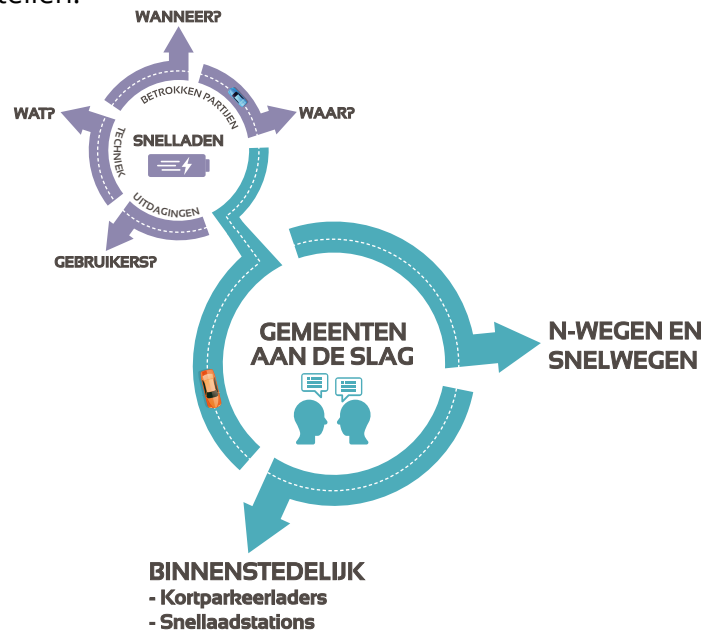 WANNEER?
BETROKKEN PARTIJEN
WAT?
WAAR?
TECHNIEK
SNELLADEN
UITDAGINGEN
GEBRUIKERS?
GEMEENTEN
AAN DE SLAG
N-WEGEN EN
SNELWEGEN
BINNENSTEDELIJK
- Kortparkeerladers
- Snellaadstations